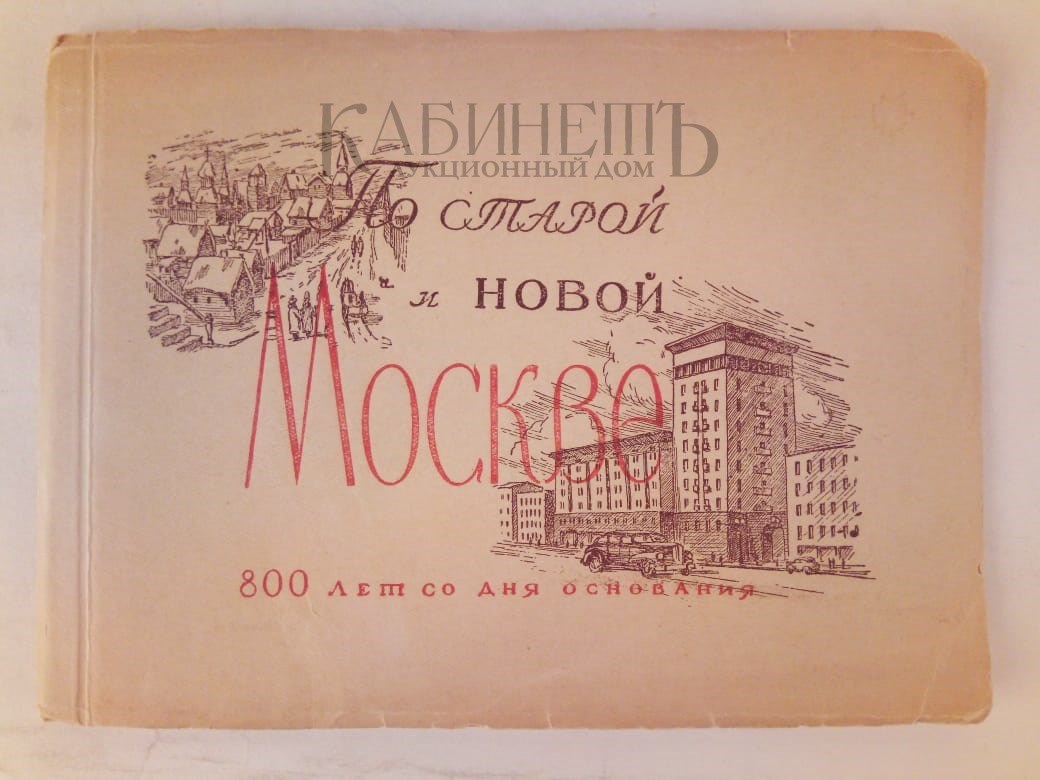 КАБИНЕТЪ
АУКЦИОННЫЙ ДОМ
По СТАРОЙ
и НОВОЙ
МОСКВЕ
800 ЛЕТ СО ДНЯ ОСНОВАНИЯ